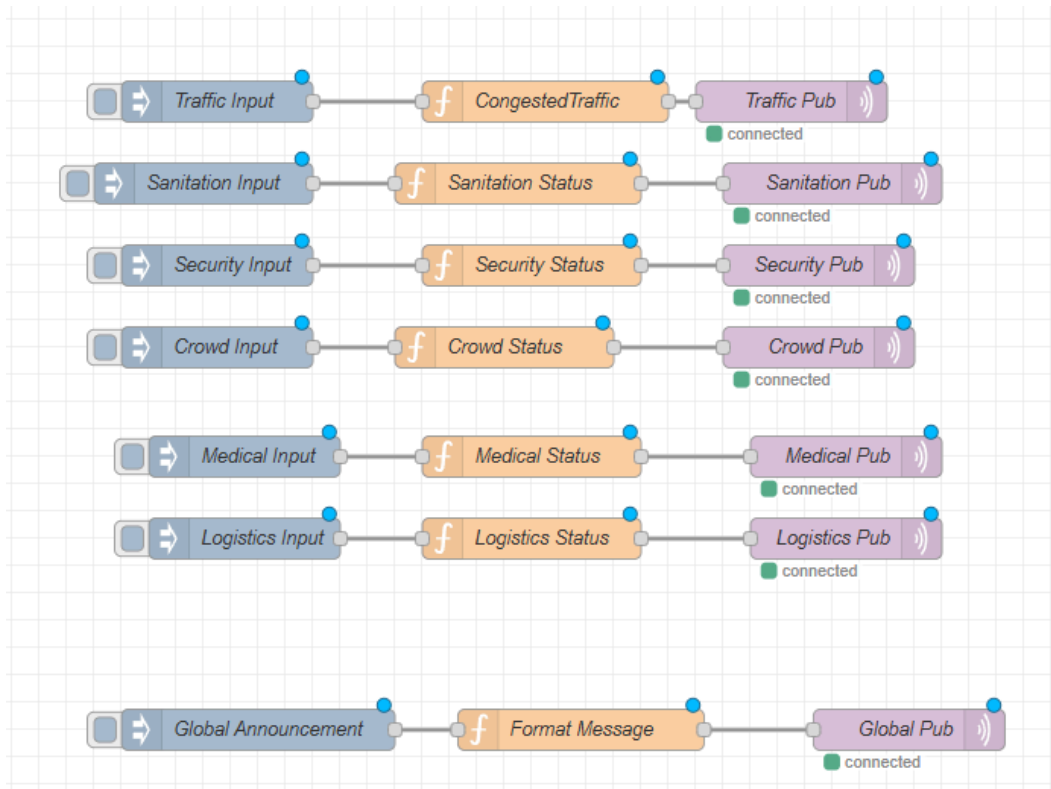 Traffic Input CongestedTraffic Traffic Pub
connected
Sanitation Input Sanitation Status Sanitation Pub
connected
Security Input Security Status Security Pub
connected
Crowd Input Crowd Status Crowd Pub
connected
Medical Input Medical Status Medical Pub
connected
Logistics Input Logistics Status Logistics Pub
connected
Global Announcement Format Message Global Pub
connected